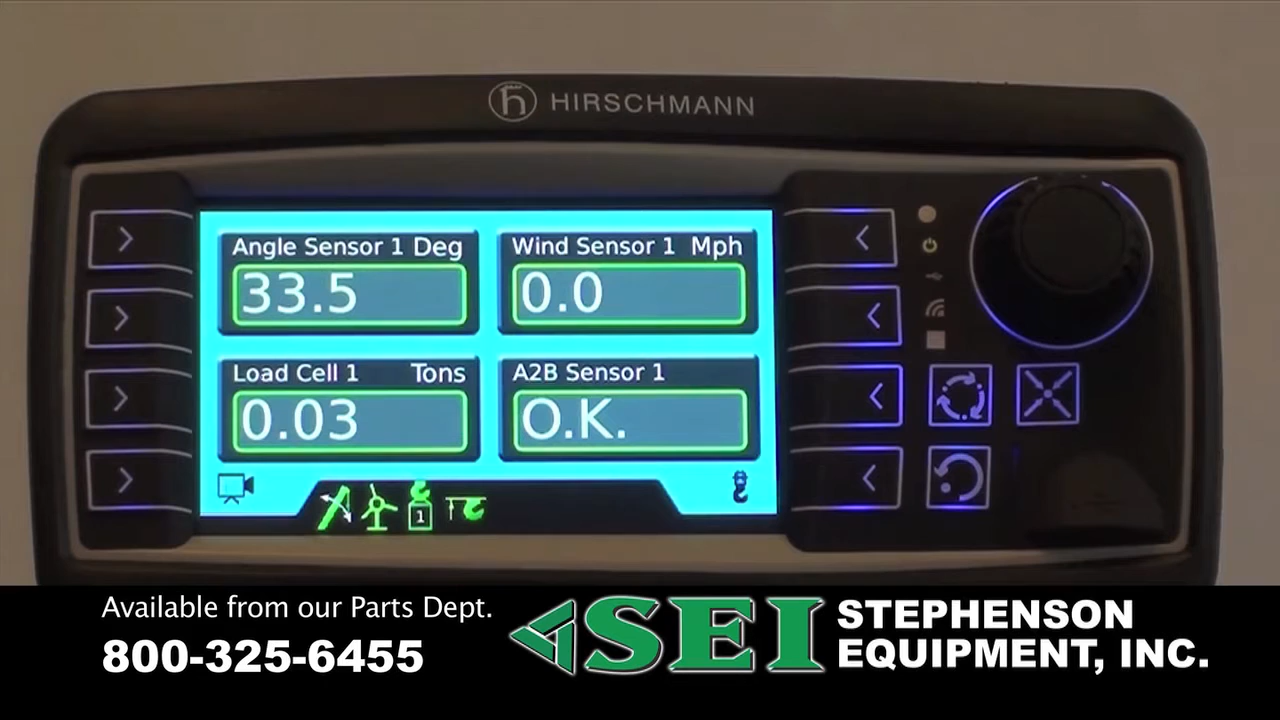 HIRSCHMANN
Angle Sensor 1 Deg
33.5
Wind Sensor 1 Mph
0.0
Load Cell 1 Tons
0.03
A2B Sensor 1
O.K.
1
Available from our Parts Dept.
800-325-6455
SEI
STEPHENSON
EQUIPMENT, INC.